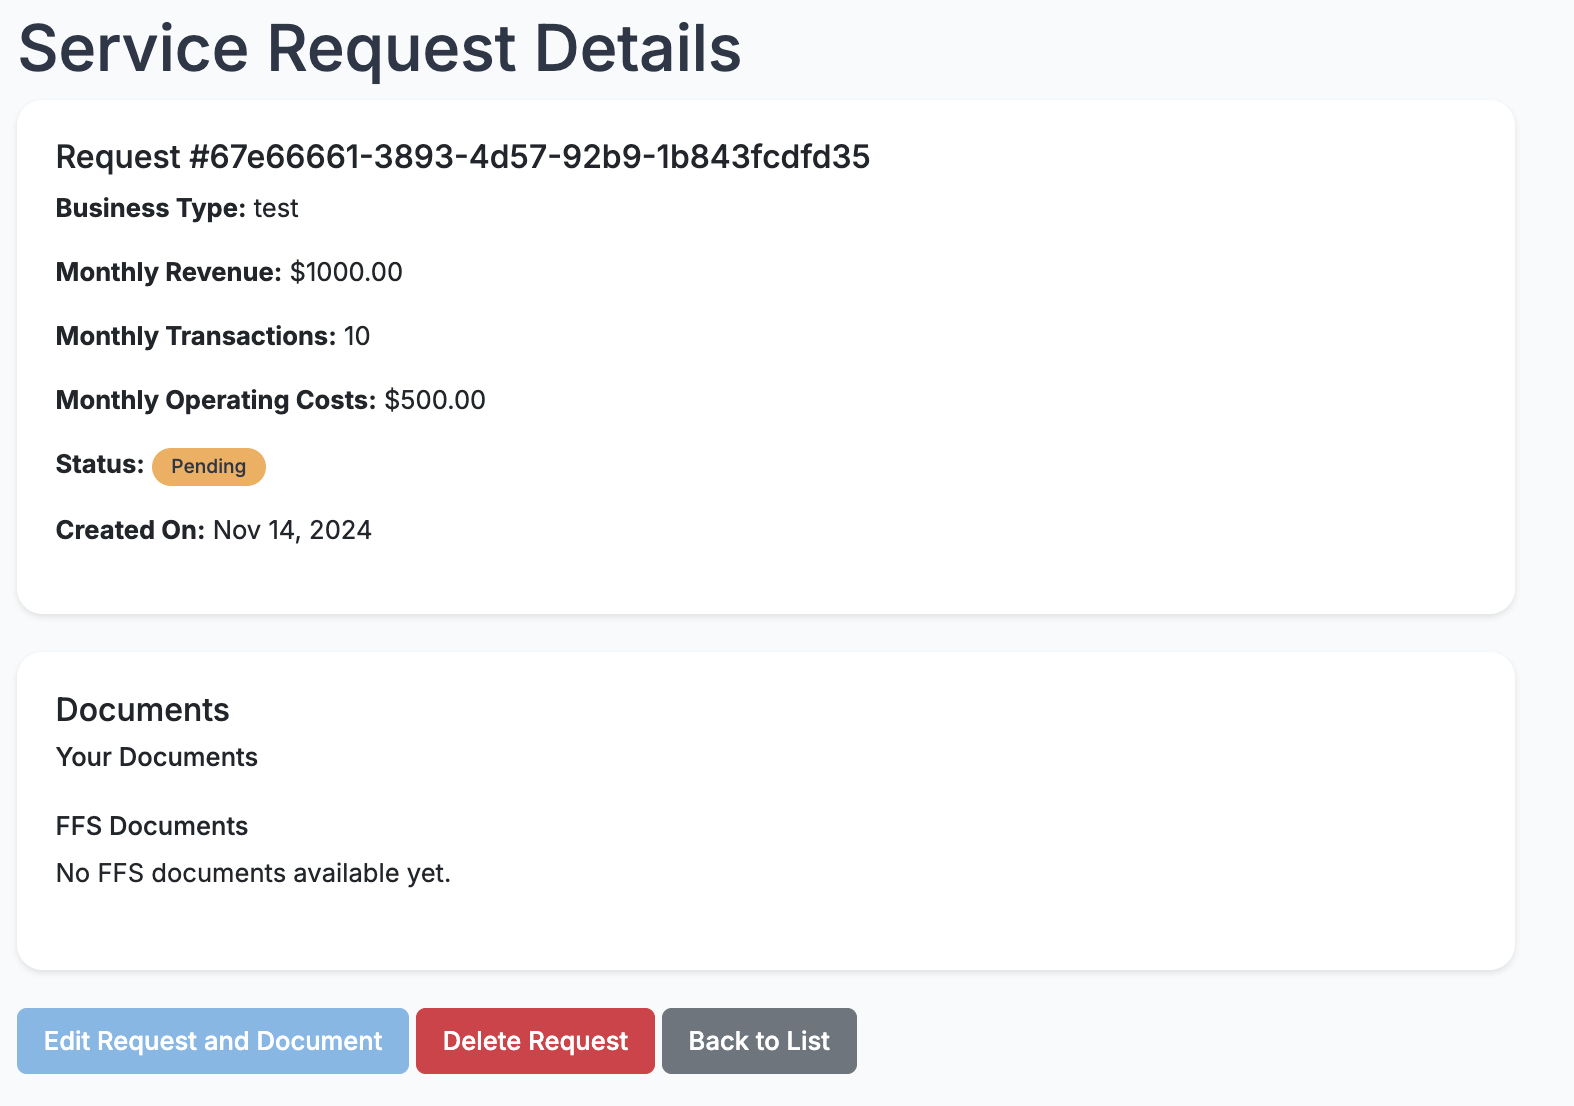 Service Request Details
Request #67e66661-3893-4d57-92b9-1b843fcdfd35
Business Type: test
Monthly Revenue: $1000.00
Monthly Transactions: 10
Monthly Operating Costs: $500.00
Status: Pending
Created On: Nov 14, 2024
Documents
Your Documents
FFS Documents
No FFS documents available yet.
Edit Request and Document Delete Request Back to List